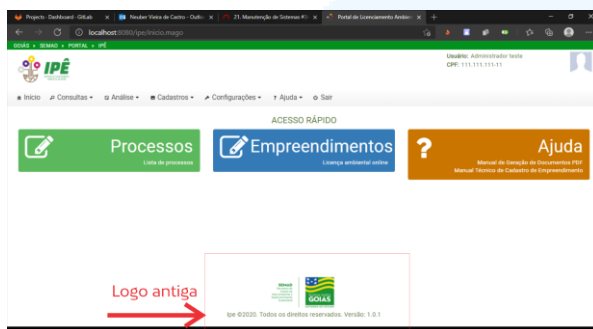 Projects · Dashboard · GitLab
Neuber Vieira de Castro - Outlo
21. Manutenção de Sistemas
Portal de Licenciamento Ambien
localhost:8080/ipe/inicio.mago
GOIÁS SEMAD PORTAL IPÊ
IPÊ
Usuário: Administrador teste
CPF: 111.111.111-11
Início Consultas Análise Cadastros Configurações Ajuda Sair
ACESSO RÁPIDO
Processos
Lista de processos
Empreendimentos
Licença ambiental online
Ajuda
Manual de Geração de Documentos PDF
Manual Técnico de Cadastro de Empreendimento
Logo antiga
SEMAD
GOIÁS
Ipe ©2020. Todos os direitos reservados. Versão: 1.0.1